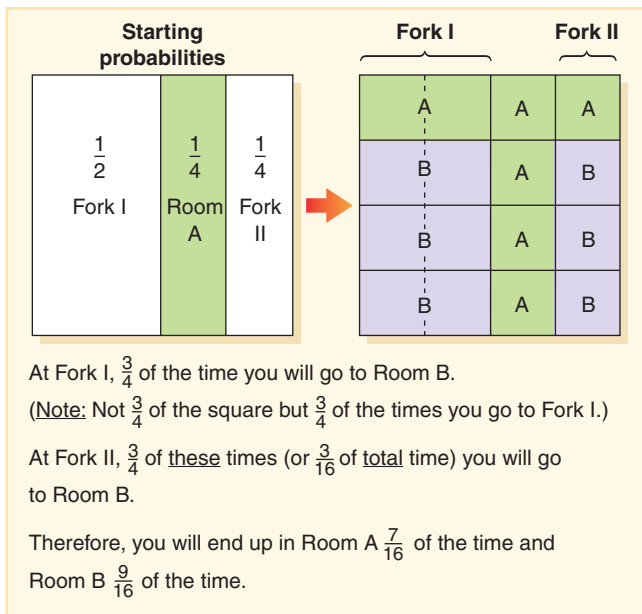 Starting
probabilities
Fork I
Fork II
1/2
Fork I
1/4
Room
A
1/4
Fork
II
A A A
B A B
B A B
B A B
At Fork I, 3/4 of the time you will go to Room B.
(Note: Not 3/4 of the square but 3/4 of the times you go to Fork I.)
At Fork II, 3/4 of these times (or 3/16 of total time) you will go
to Room B.
Therefore, you will end up in Room A 7/16 of the time and
Room B 9/16 of the time.